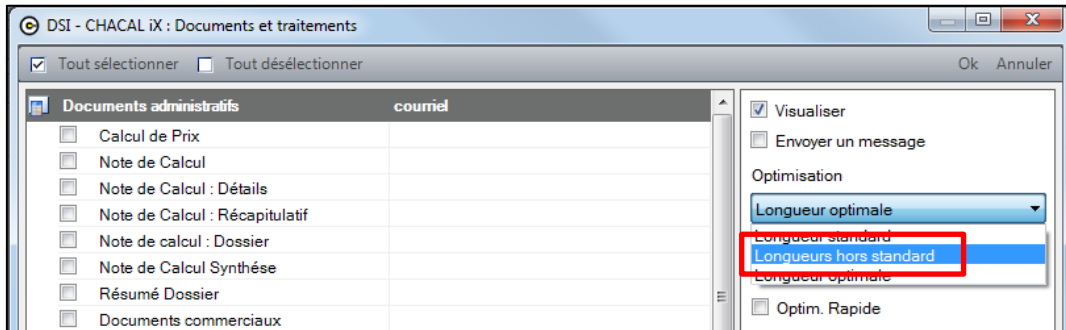 DSI - CHACAL iX : Documents et traitements
Tout sélectionner Tout désélectionner Ok Annuler
Documents administratifs courriel
Calcul de Prix
Note de Calcul
Note de Calcul : Détails
Note de Calcul : Récapitulatif
Note de calcul : Dossier
Note de Calcul Synthése
Résumé Dossier
Documents commerciaux
Visualiser
Envoyer un message
Optimisation
Longueur optimale
Longueur standard
Longueurs hors standard
Longueur optimale
Optim. Rapide